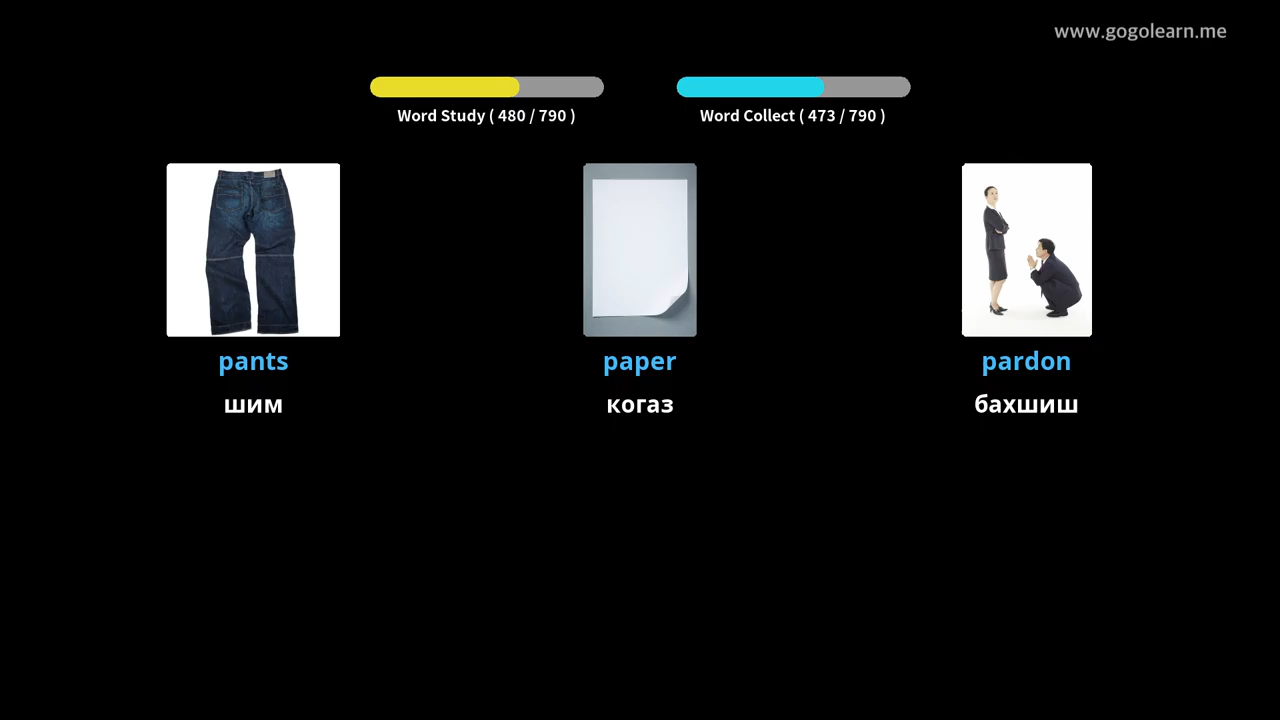 www.gogolearn.me
Word Study ( 480 / 790 )
Word Collect ( 473 / 790 )
pants
paper
pardon
шим
когаз
бахшиш